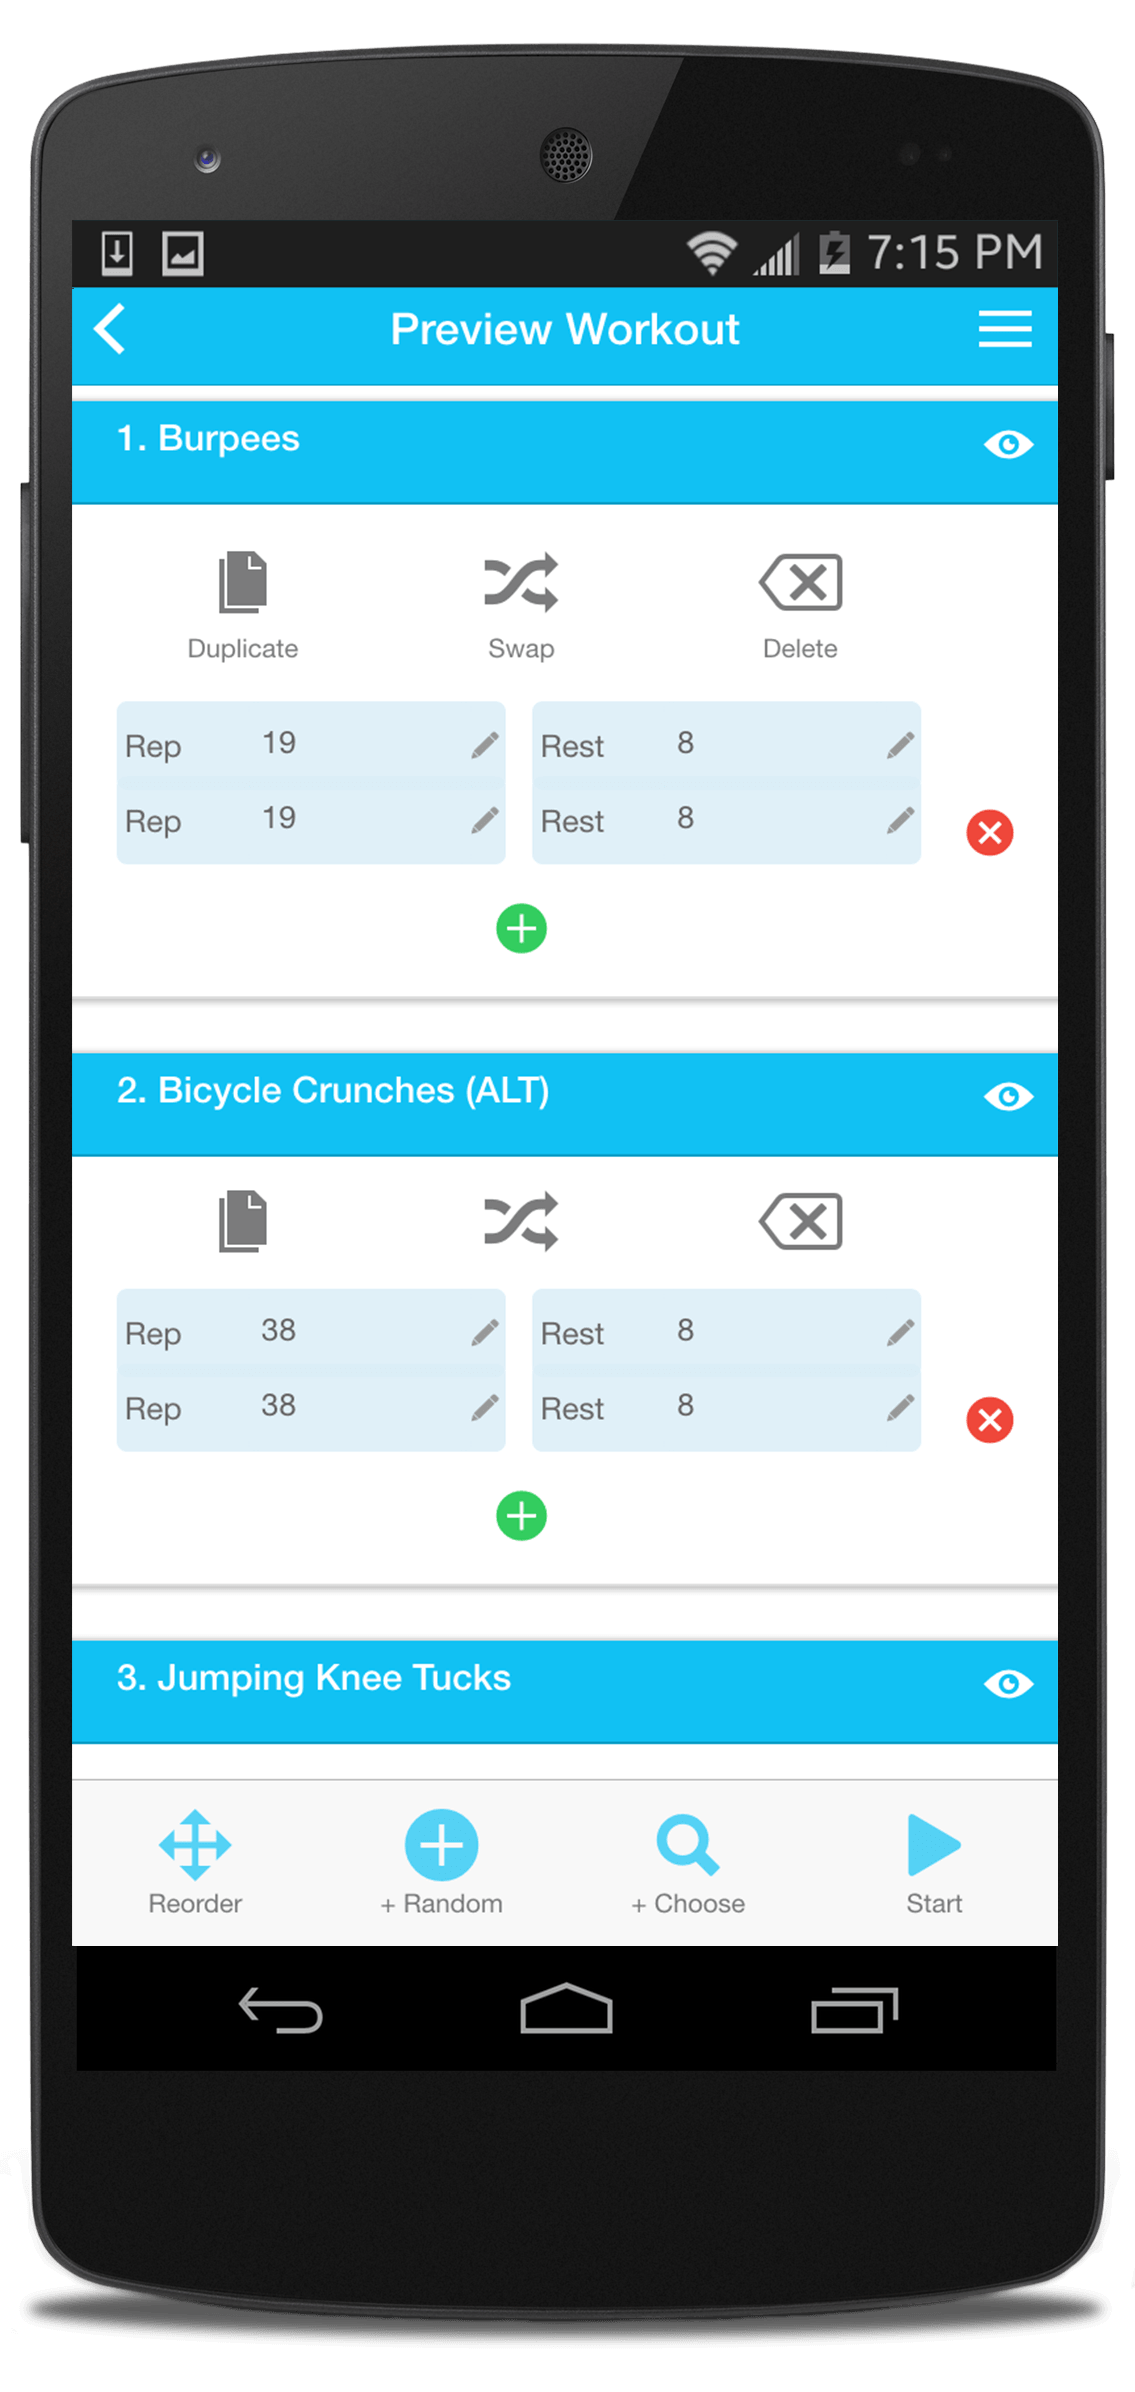 7:15 PM
Preview Workout
1. Burpees
Duplicate Swap Delete
Rep 19 Rest 8
Rep 19 Rest 8
2. Bicycle Crunches (ALT)
Rep 38 Rest 8
Rep 38 Rest 8
3. Jumping Knee Tucks
Reorder + Random + Choose Start